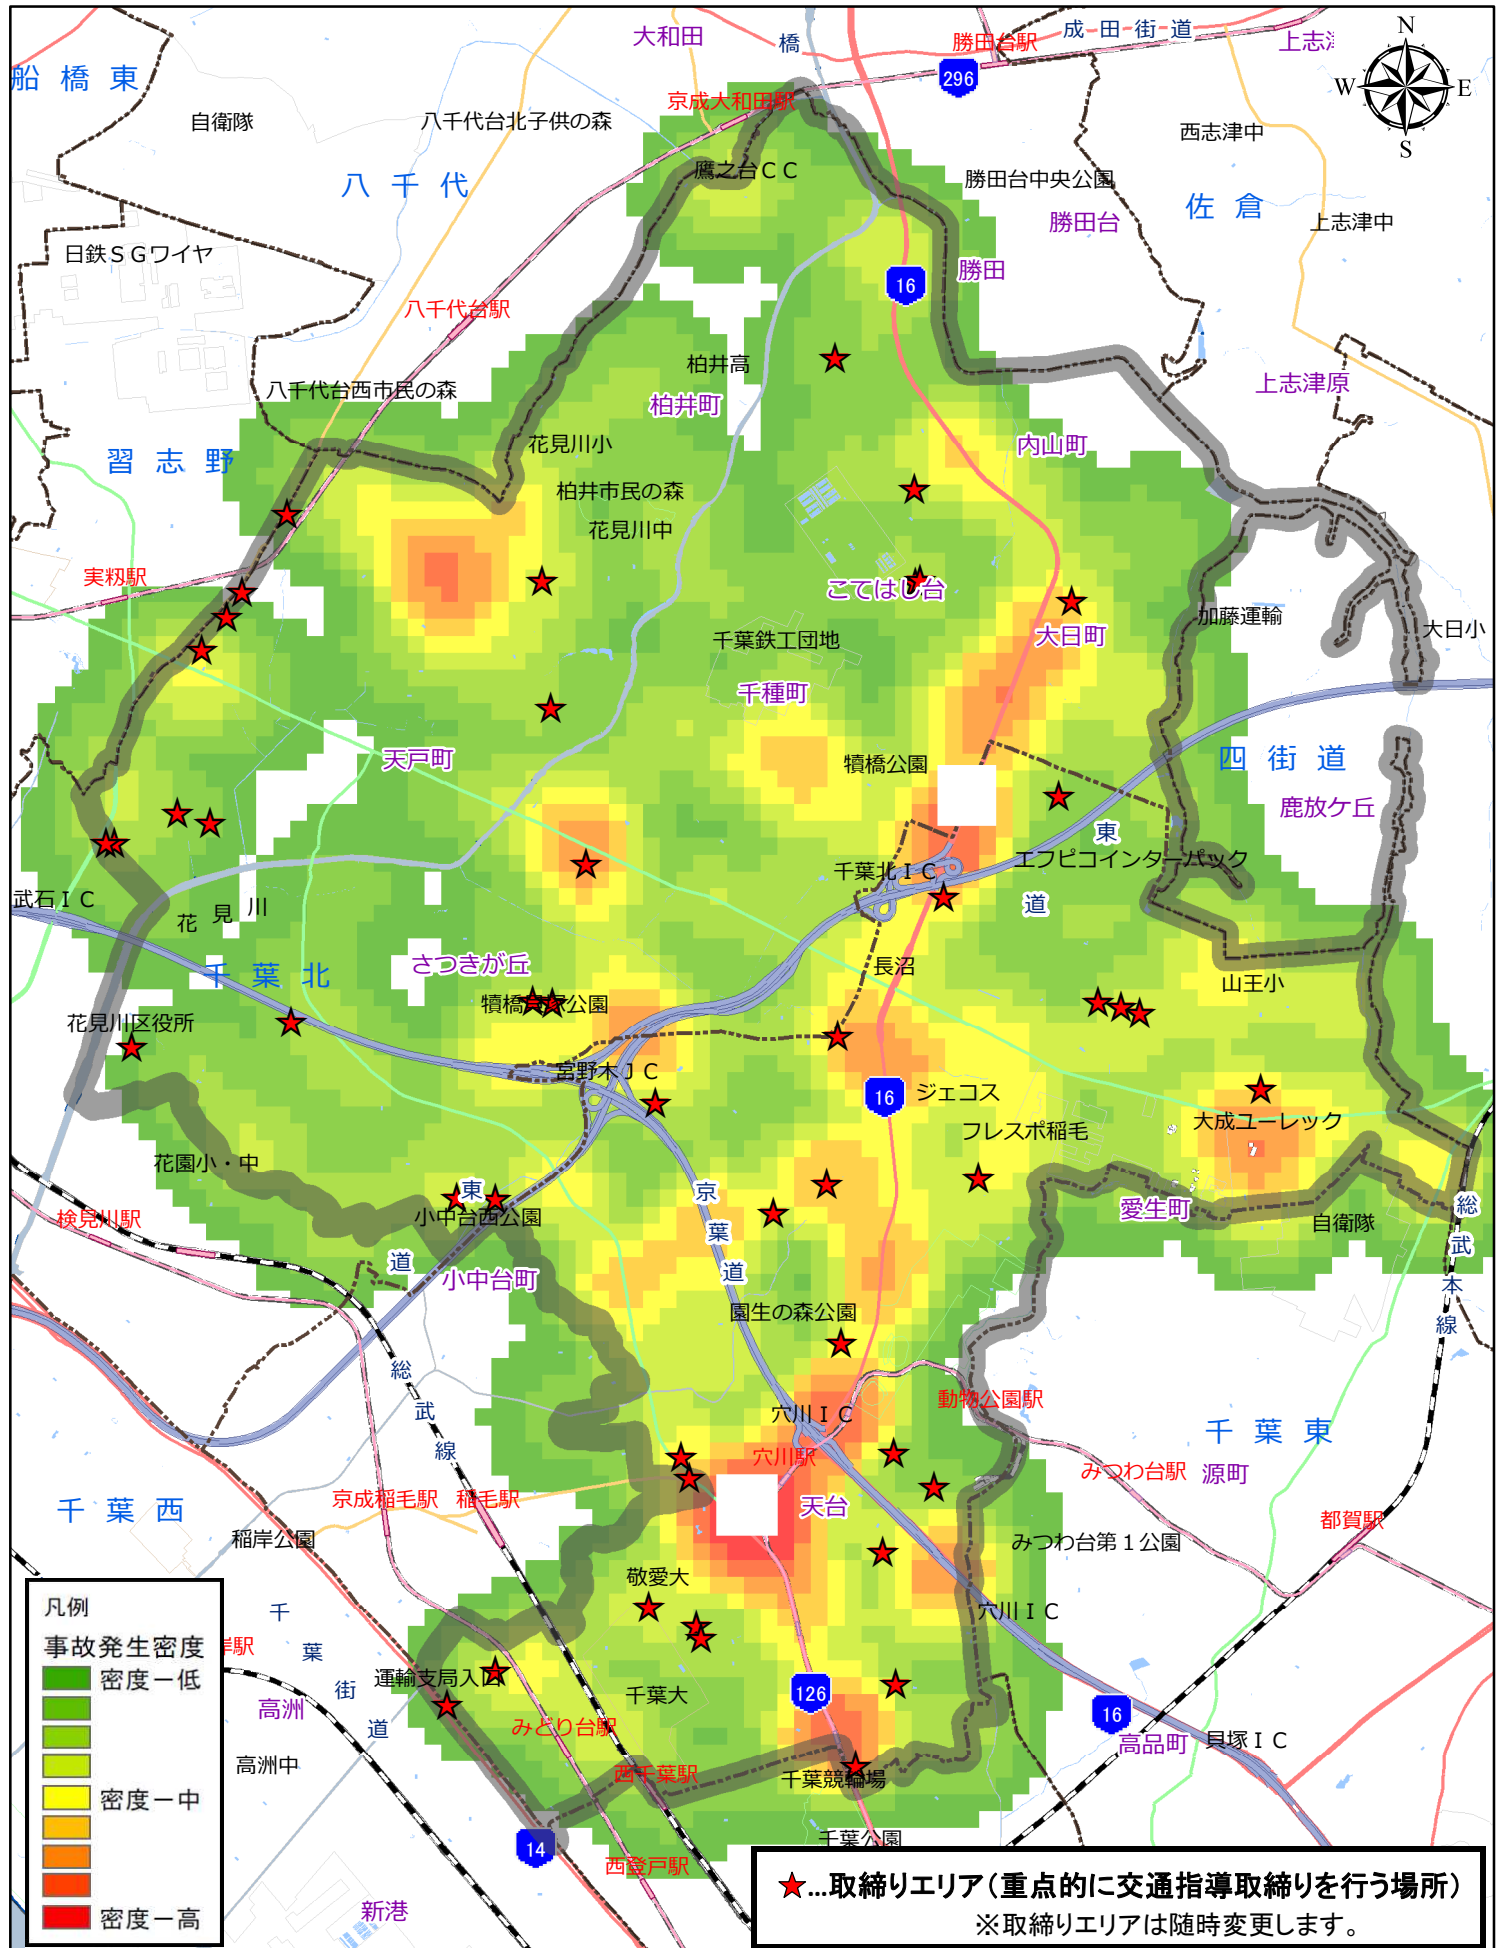 大和田
橋
勝田台駅
成田街道
上志
N
W
E
S
船橋東
296
自衛隊
八千代台北子供の森
京成大和田駅
西志津中
八千代
鷹之台CC
勝田台中央公園
佐倉
勝田台
上志津中
日鉄SGワイヤ
勝田
16
八千代台駅
柏井高
八千代台西市民の森
柏井町
上志津原
習志野
花見川小
内山町
柏井市民の森
花見川中
実籾駅
こてはし台
加藤運輸
大日町
大日小
千葉鉄工団地
千種町
天戸町
犢橋公園
四街道
鹿放ケ丘
東
エフピコインターパック
千葉北IC
武石IC
花見川
道
さつきが丘
長沼
千葉北
山王小
花見川区役所
宮野木JC
16
ジェコス
大成ユーレック
フレスポ稲毛
花園小・中
東
京
愛生町
総
検見川駅
小中台西公園
葉
自衛隊
武
道
道
小中台町
本
園生の森公園
線
総
動物公園駅
武
穴川IC
千葉東
線
穴川駅
みつわ台駅
源町
京成稲毛駅
稲毛駅
千葉西
天台
都賀駅
稲岸公園
みつわ台第1公園
敬愛大
凡例
千
穴川IC
事故発生密度
岸駅
葉
密度-低
運輸支局入口
街
千葉大
126
高洲
みどり台駅
16
道
高品町
貝塚IC
高洲中
西千葉駅
千葉競輪場
密度-中
14
千葉公園
西登戸駅
★…取締りエリア(重点的に交通指導取締りを行う場所)
新港
密度-高
※取締りエリアは随時変更します。